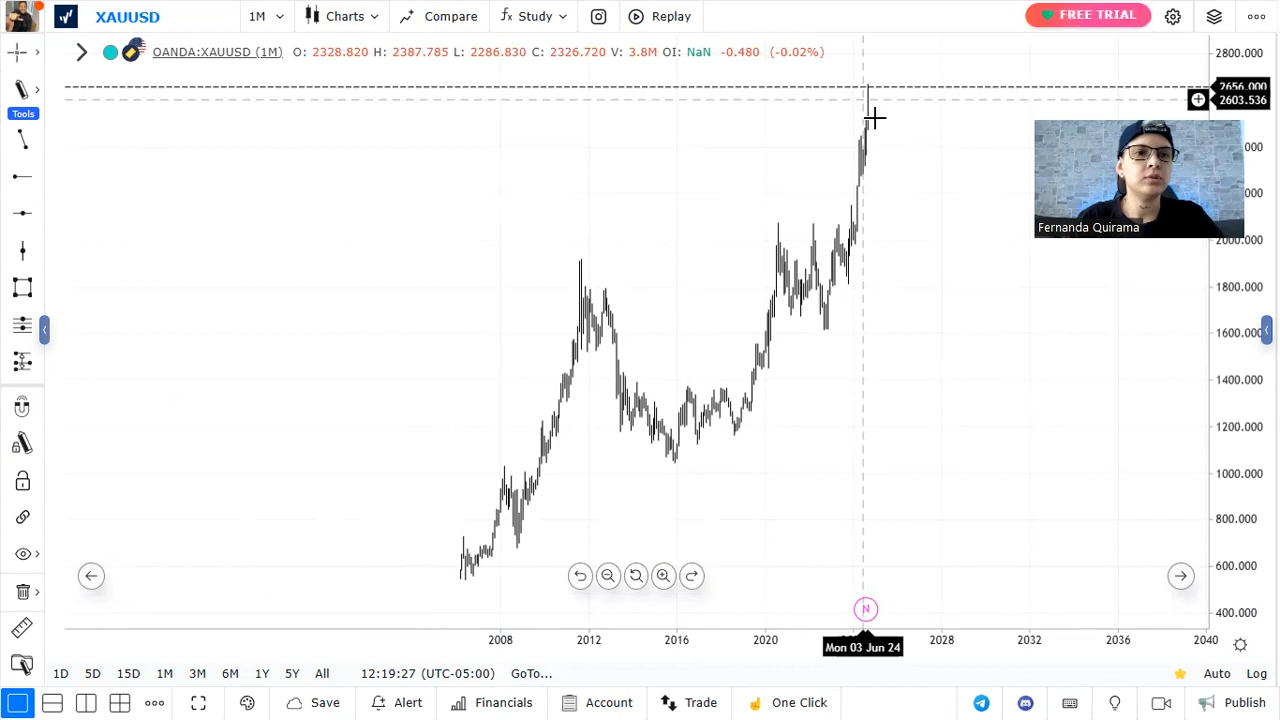 XAUUSD
1M
Charts
Compare
fx Study
Replay
FREE TRIAL
OANDA:XAUUSD (1M) O: 2328.820 H: 2387.785 L: 2286.830 C: 2326.720 V: 3.8M OI: NaN -0.480 (-0.02%)
Tools
2800.000
2656.000
2603.536
2000.000
1800.000
1600.000
1400.000
1200.000
1000.000
800.000
600.000
400.000
Fernanda Quirama
N
2008 2012 2016 2020 2028 2032 2036 2040
Mon 03 Jun 24
1D 5D 15D 1M 3M 6M 1Y 5Y All 12:19:27 (UTC-05:00) GoTo... Auto Log
Save Alert Financials Account Trade One Click Publish